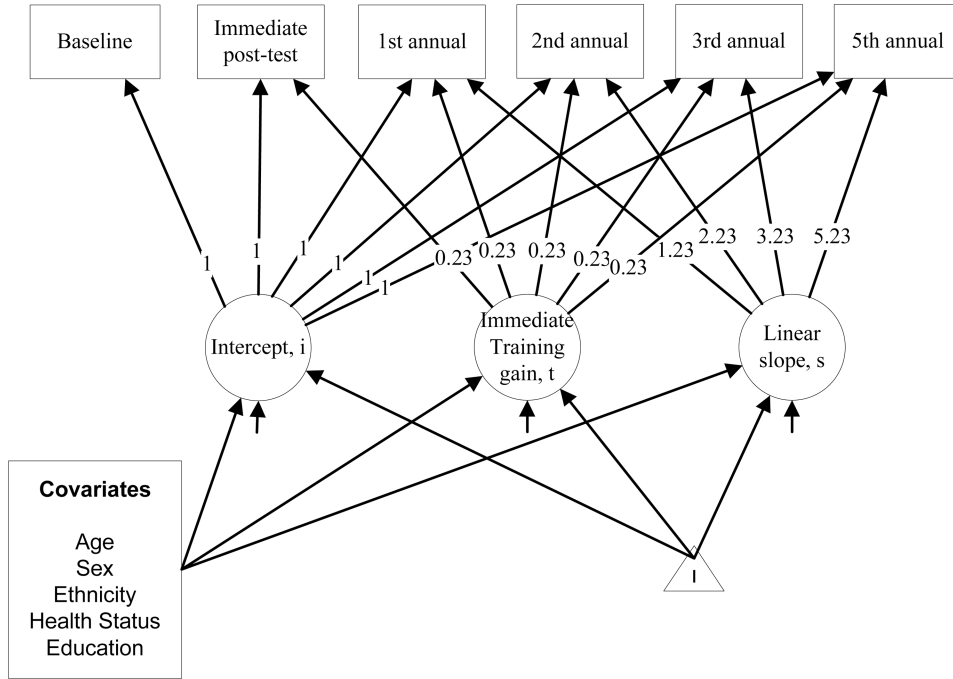 Baseline
Immediate
post-test
1st annual
2nd annual
3rd annual
5th annual
1
1
1
1
1
1
0.23
0.23
0.23
0.23
0.23
1.23
2.23
3.23
5.23
Intercept, i
Immediate
Training
gain, t
Linear
slope, s
Covariates
Age
Sex
Ethnicity
Health Status
Education
I